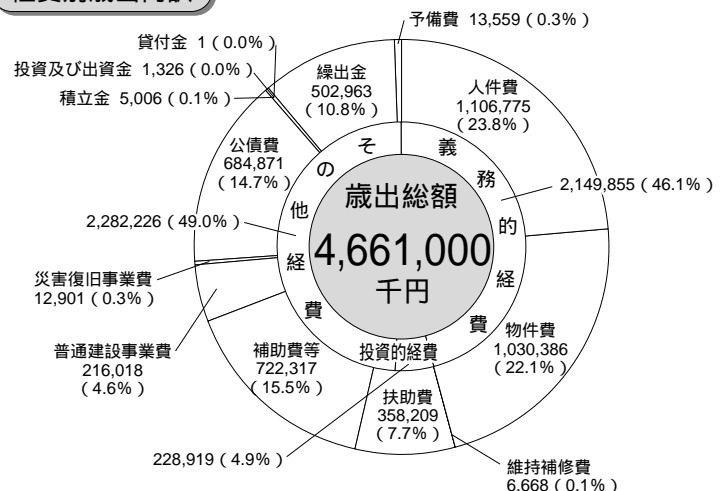 性質別歳出内訳
予備費 13,559（0.3%）
貸付金 1（0.0%）
投資及び出資金 1,326（0.0%）
積立金 5,006（0.1%）
繰出金
502,963
（10.8%）
人件費
1,106,775
（23.8%）
公債費
684,871
（14.7%）
その他経費
義務的経費
2,149,855（46.1%）
2,282,226（49.0%）
歳出総額
4,661,000
千円
災害復旧事業費
12,901（0.3%）
普通建設事業費
216,018
（4.6%）
補助費等
722,317
（15.5%）
投資的経費
物件費
1,030,386
（22.1%）
扶助費
358,209
（7.7%）
228,919（4.9%）
維持補修費
6,668（0.1%）